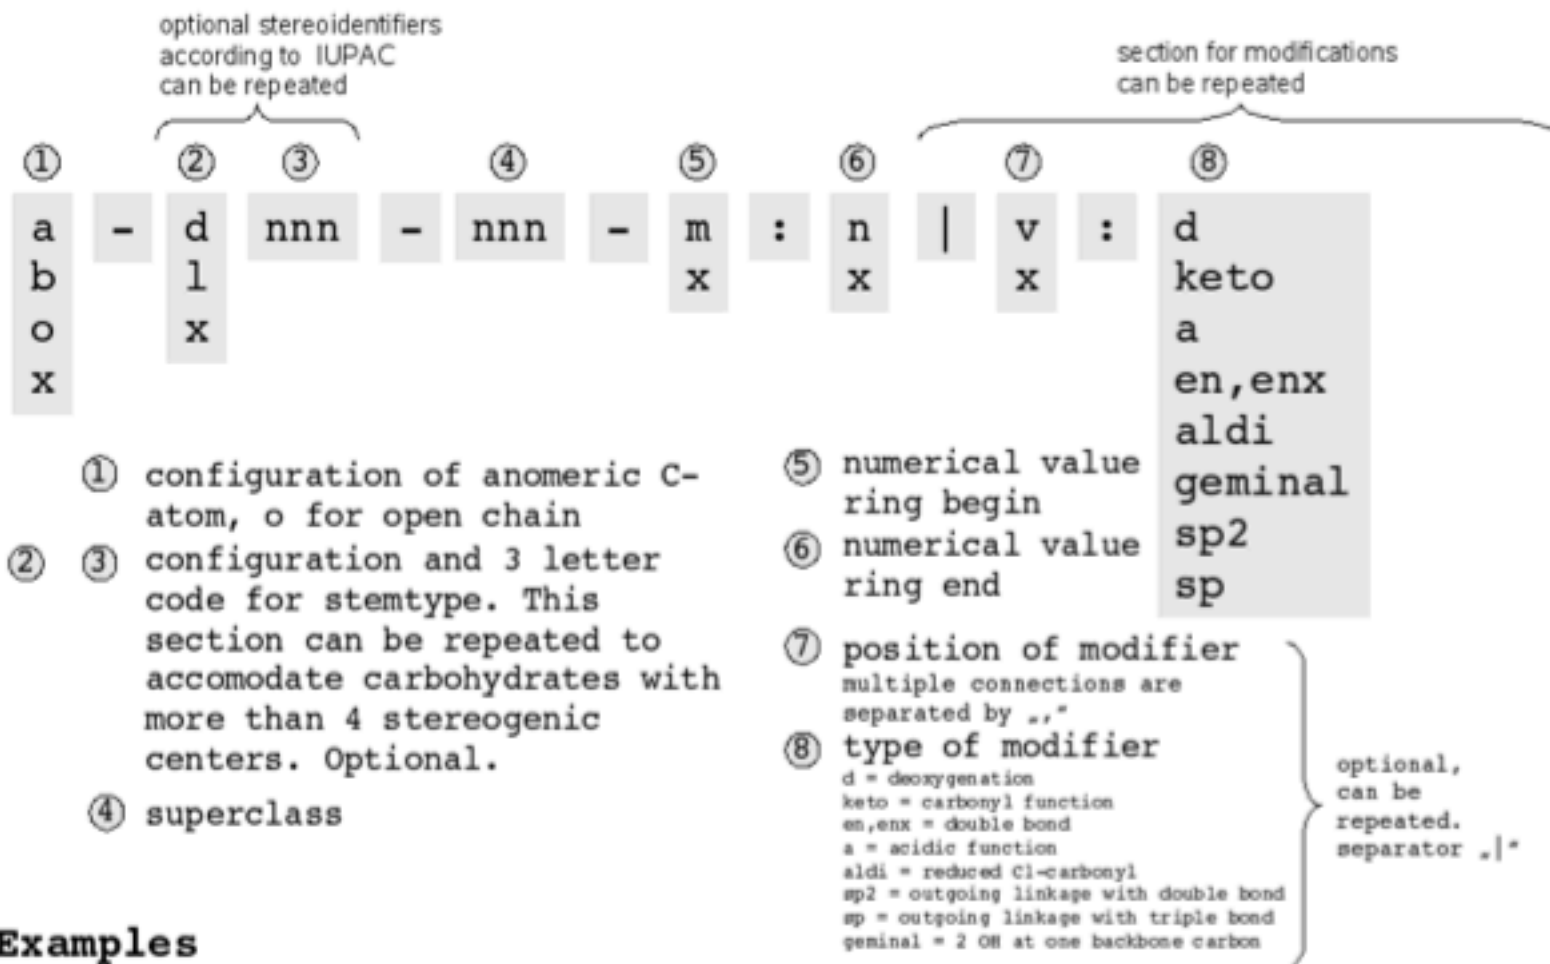 optional stereoidentifiers
according to IUPAC
can be repeated
section for modifications
can be repeated
① ② ③ ④ ⑤ ⑥ ⑦ ⑧
a - d nnn - nnn - m : n | v : d
b l x x x keto
o x a
x en,enx
aldi
geminal
sp2
sp
① configuration of anomeric C-
atom, o for open chain
② ③ configuration and 3 letter
code for stemtype. This
section can be repeated to
accomodate carbohydrates with
more than 4 stereogenic
centers. Optional.
④ superclass
⑤ numerical value
ring begin
⑥ numerical value
ring end
⑦ position of modifier
multiple connections are
separated by „,“
⑧ type of modifier
d = deoxygenation
keto = carbonyl function
en,enx = double bond
a = acidic function
aldi = reduced C1-carbonyl
sp2 = outgoing linkage with double bond
sp = outgoing linkage with triple bond
geminal = 2 OH at one backbone carbon
optional,
can be
repeated.
separator „|“
Examples